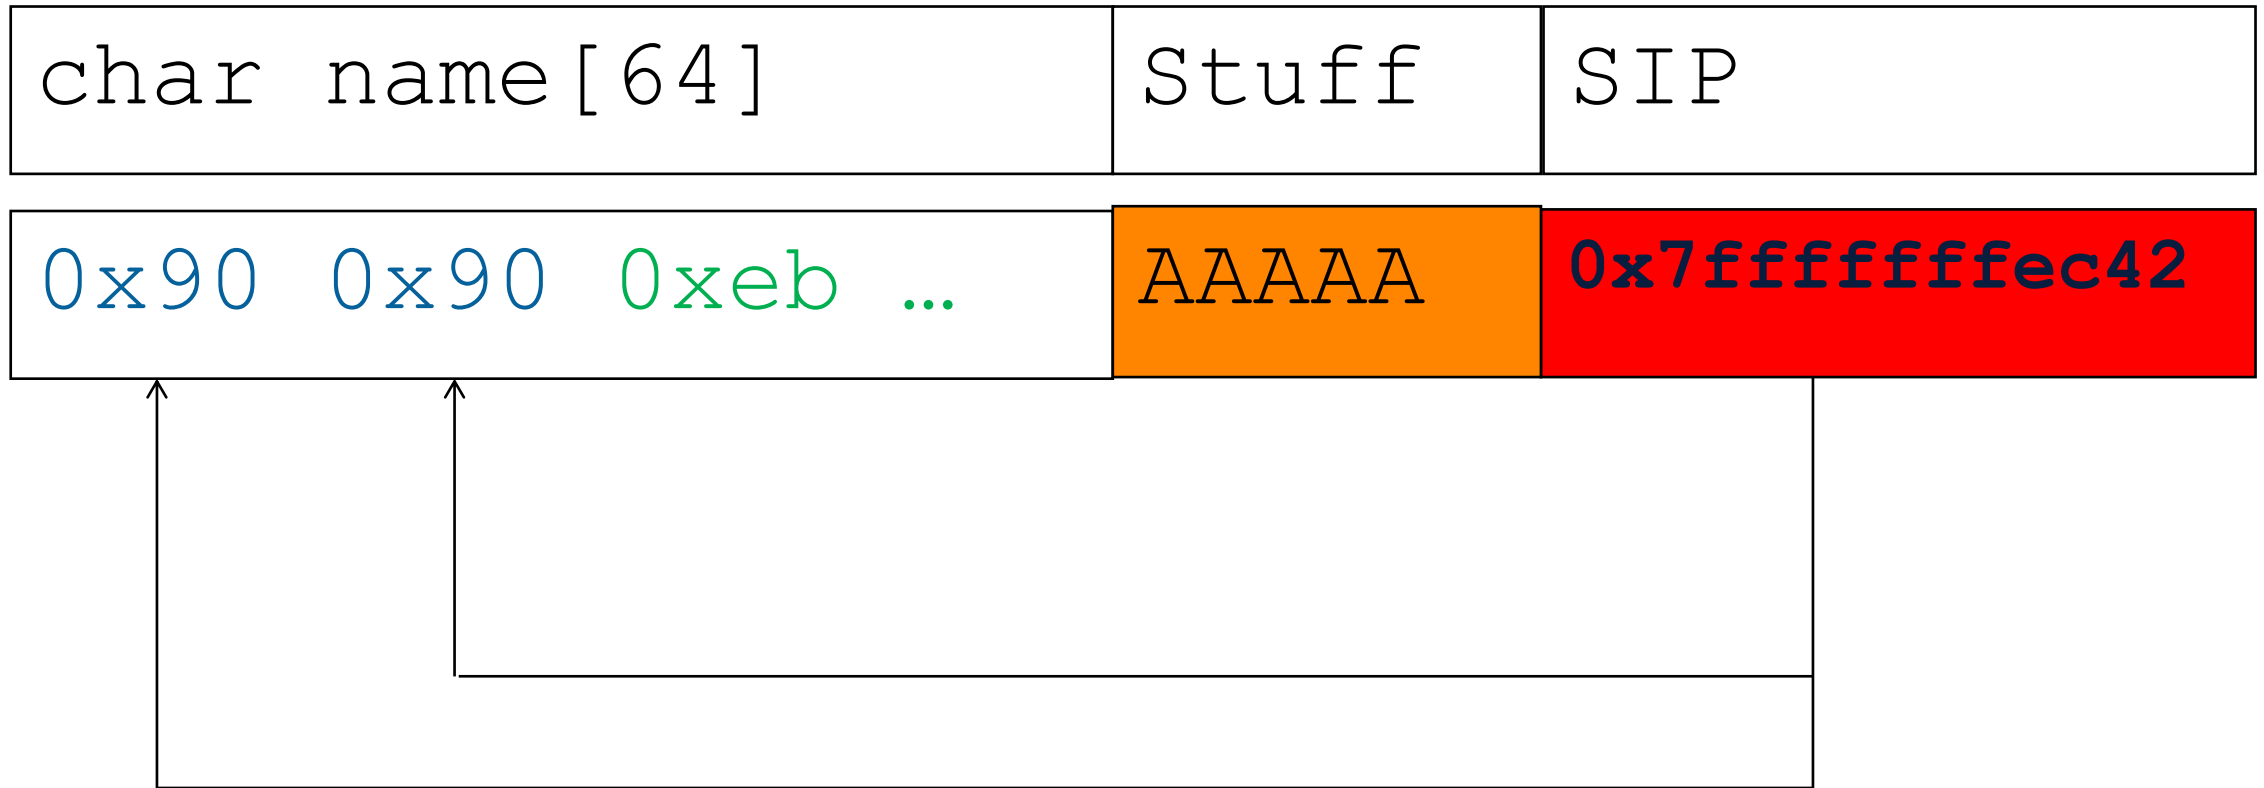 char name[64] Stuff SIP
0x90 0x90 0xeb … AAAAA 0x7fffffffec42